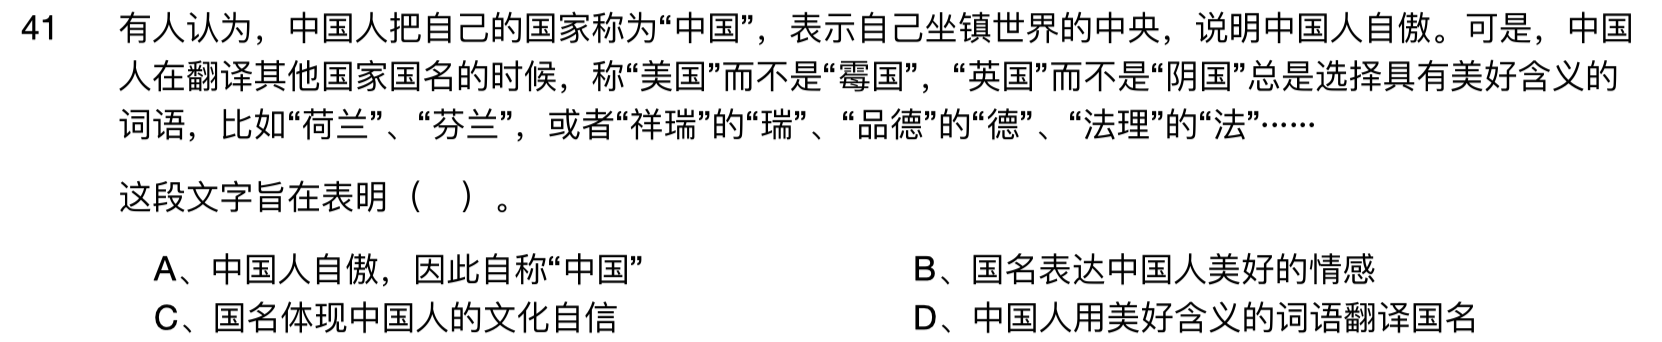 41 有人认为，中国人把自己的国家称为“中国”，表示自己坐镇世界的中央，说明中国人自傲。可是，中国
人在翻译其他国家国名的时候，称“美国”而不是“霉国”，“英国”而不是“阴国”总是选择具有美好含义的
词语，比如“荷兰”、“芬兰”，或者“祥瑞”的“瑞”、“品德”的“德”、“法理”的“法”……
这段文字旨在表明（ ）。
A、中国人自傲，因此自称“中国” B、国名表达中国人美好的情感
C、国名体现中国人的文化自信 D、中国人用美好含义的词语翻译国名